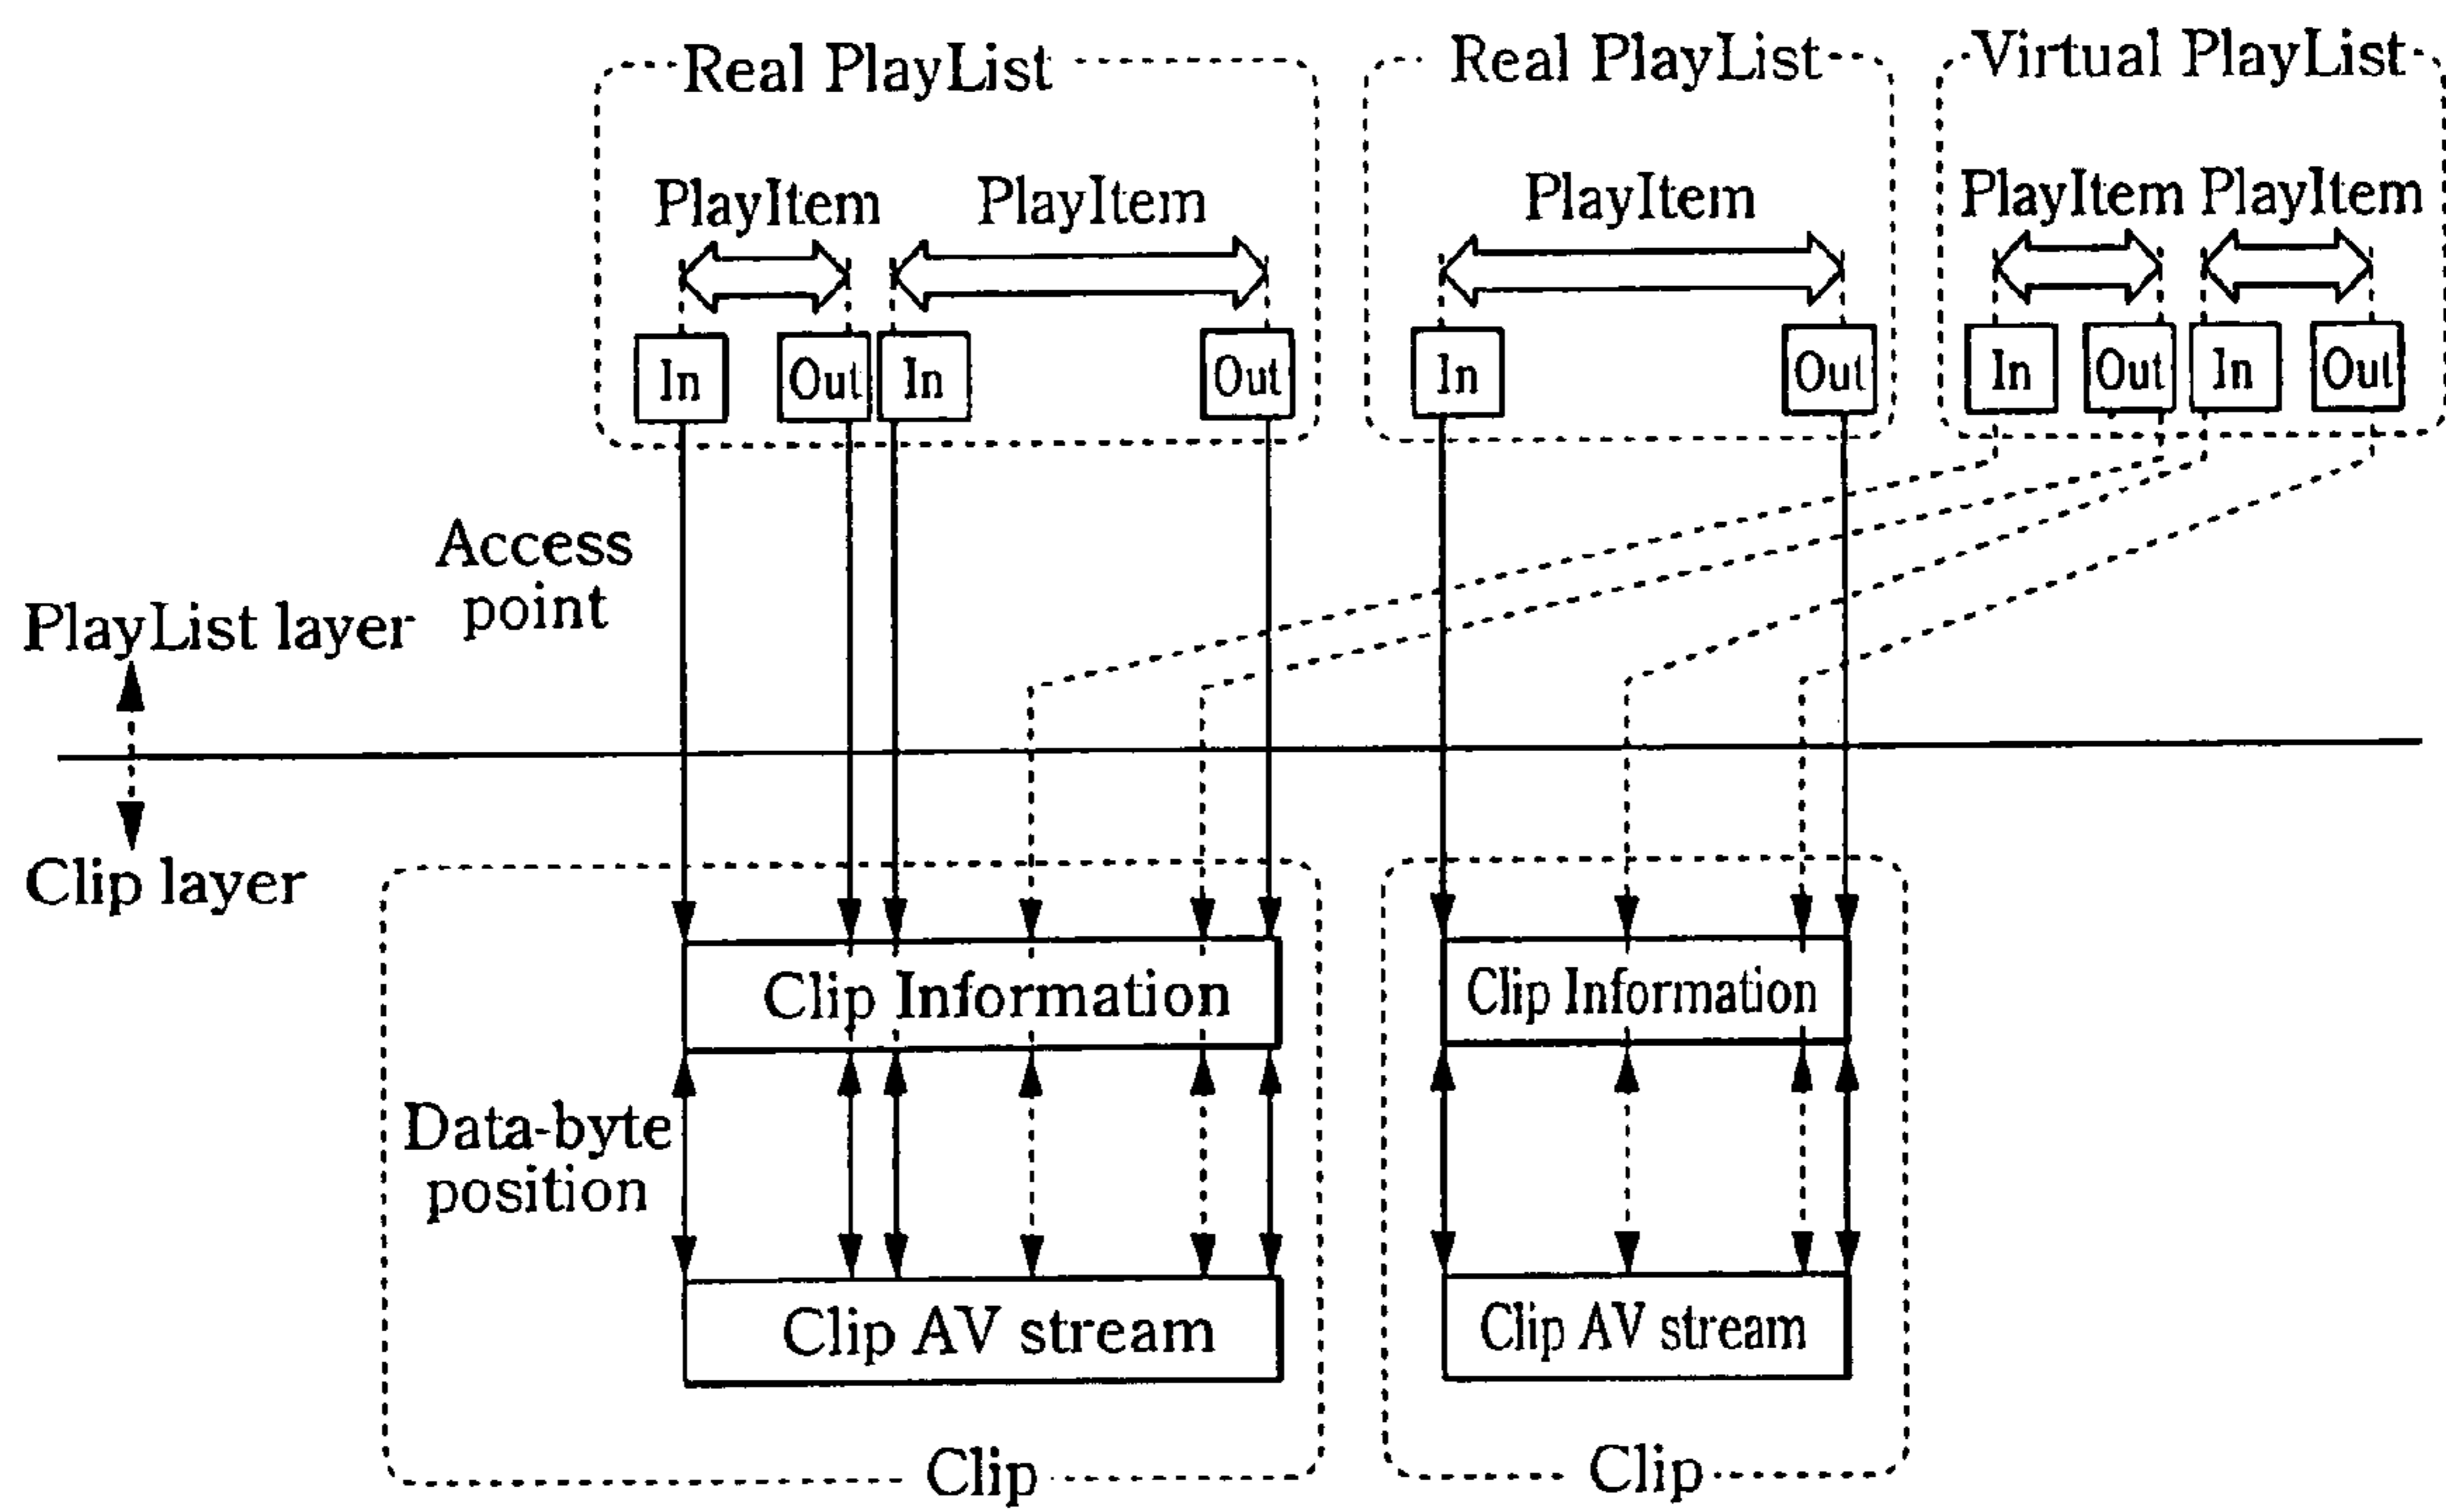 Real PlayList
Real PlayList
Virtual PlayList
PlayItem
PlayItem
PlayItem
PlayItem
PlayItem
In
Out
In
Out
In
Out
In
Out
In
Out
Access
point
PlayList layer
Clip layer
Clip Information
Clip Information
Data-byte
position
Clip AV stream
Clip AV stream
Clip
Clip